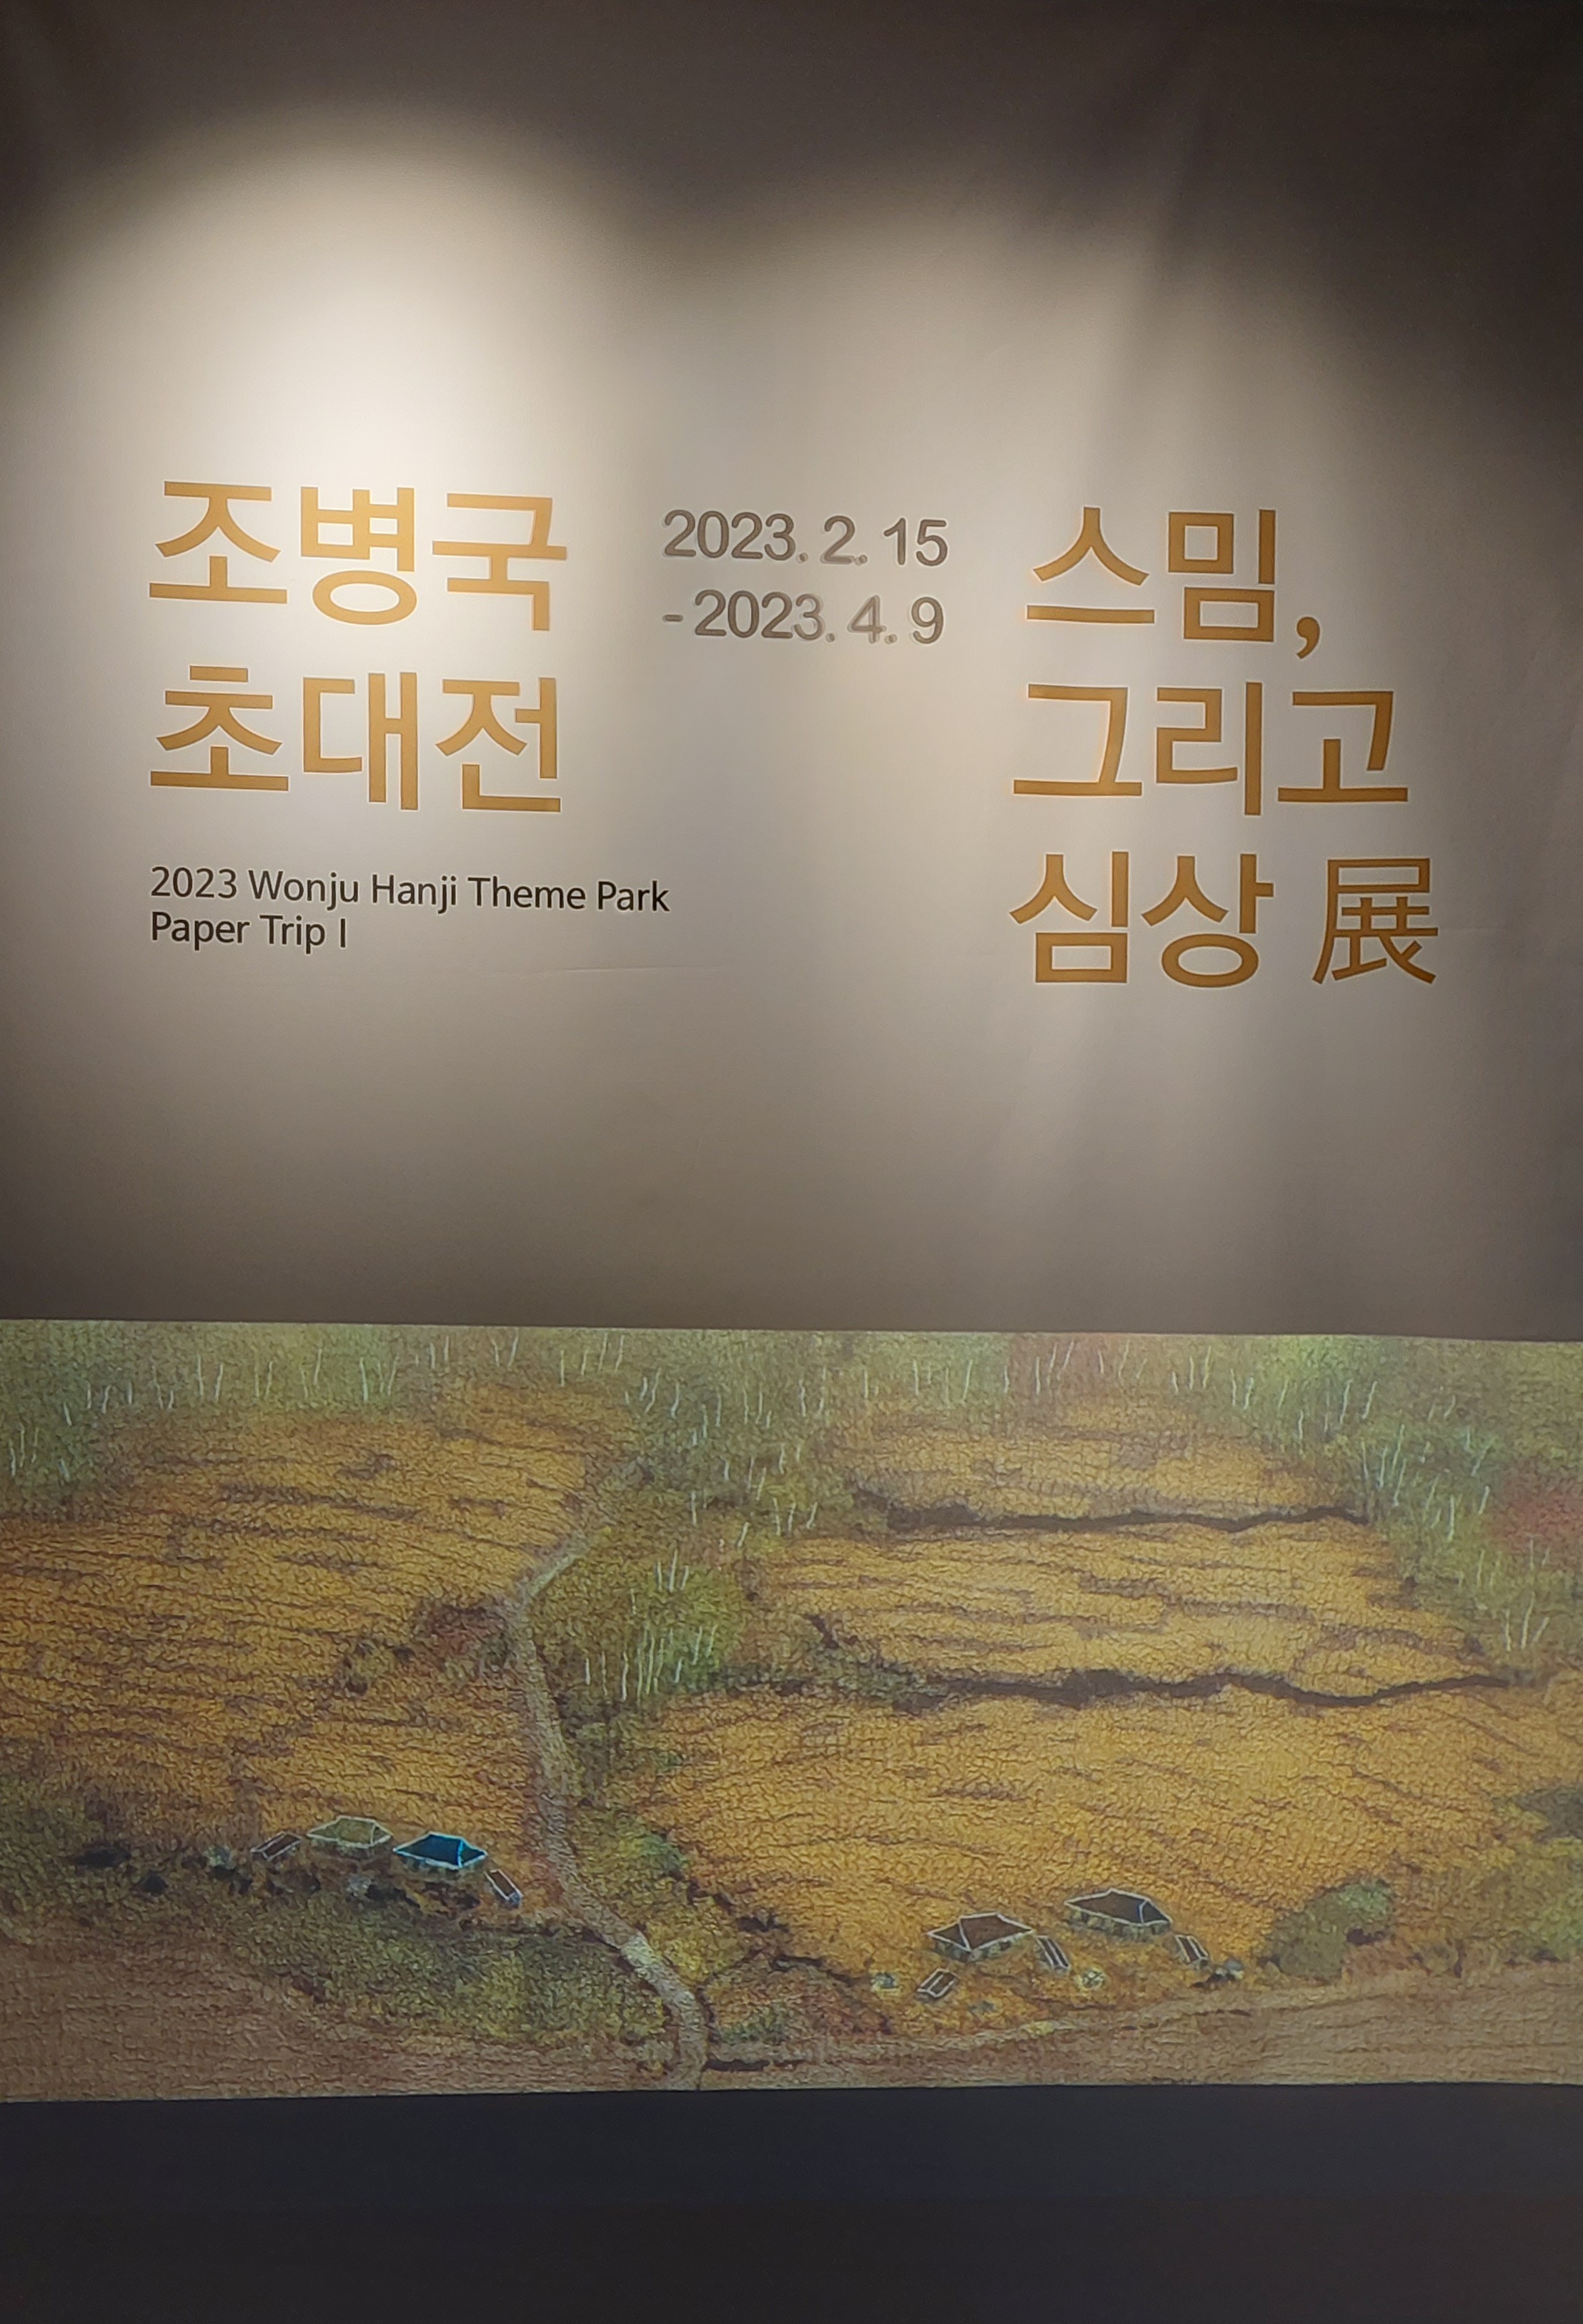 조병국
초대전
2023 Wonju Hanji Theme Park
Paper Trip I
2023. 2. 15
- 2023. 4. 9
스밈,
그리고
심상 展